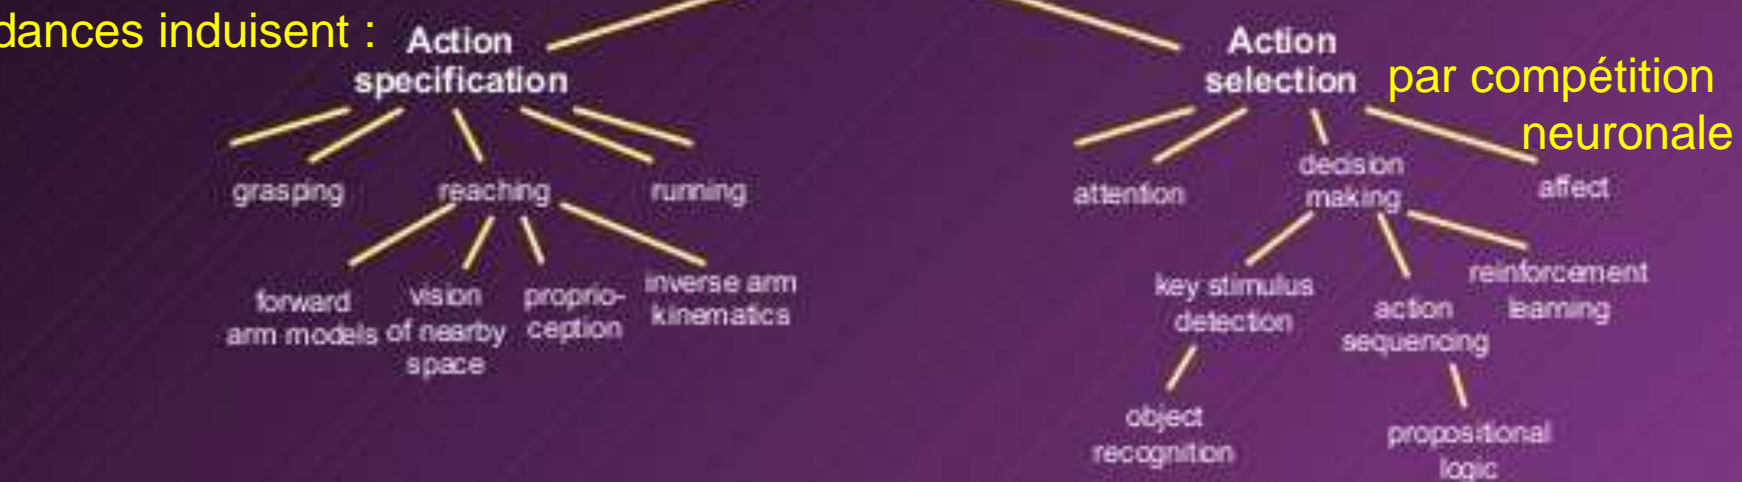 dances induisent :
Action
specification
Action
selection
par compétition
neuronale
grasping
reaching
running
attention
decision
making
affect
forward
arm models
vision
of nearby
space
proprio-
ception
inverse arm
kinematics
key stimulus
detection
action
sequencing
reinforcement
learning
object
recognition
propositional
logic